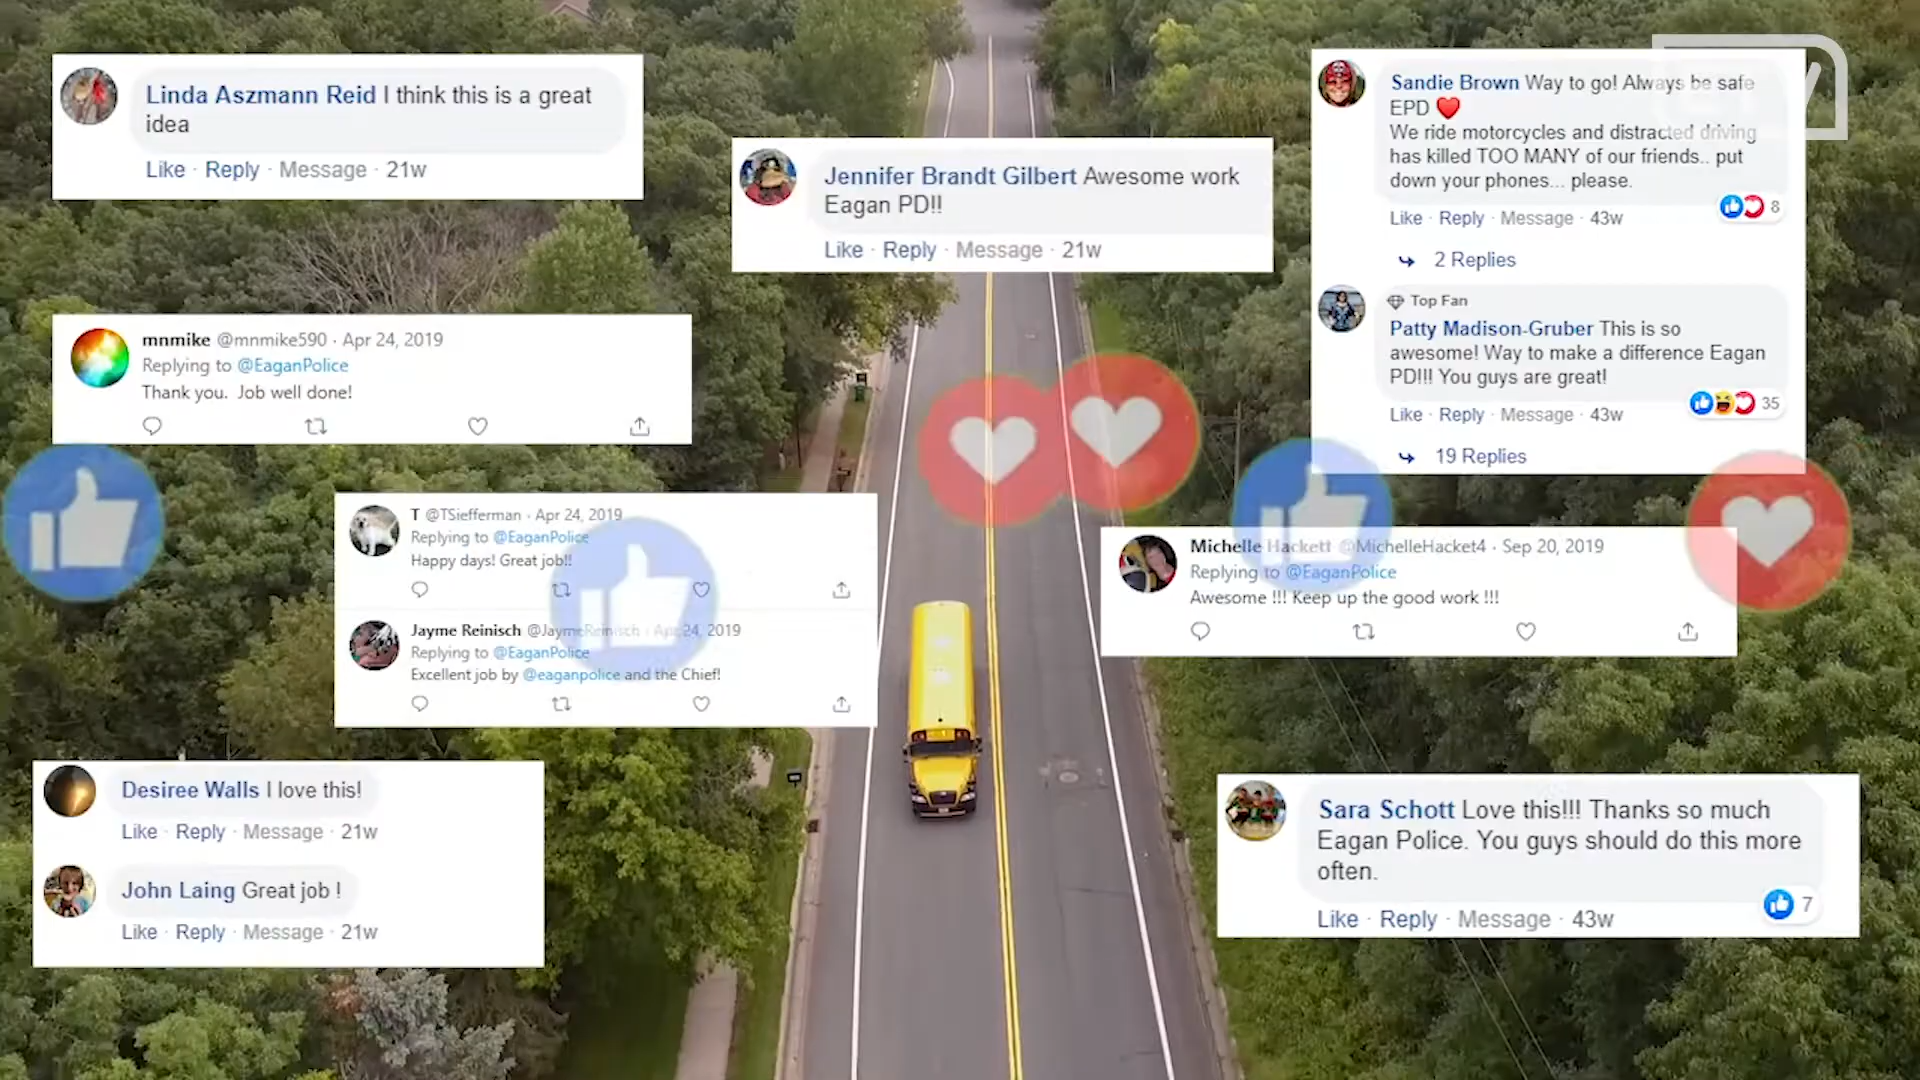 Linda Aszmann Reid I think this is a great
idea
Like · Reply · Message · 21w
Jennifer Brandt Gilbert Awesome work
Eagan PD!!
Like · Reply · Message · 21w
Sandie Brown Way to go! Always be safe
EPD ❤️
We ride motorcycles and distracted driving
has killed TOO MANY of our friends.. put
down your phones... please.
8
Like · Reply · Message · 43w
2 Replies
Top Fan
Patty Madison-Gruber This is so
awesome! Way to make a difference Eagan
PD!!! You guys are great!
35
Like · Reply · Message · 43w
19 Replies
mnmike @mnmike590 · Apr 24, 2019
Replying to @EaganPolice
Thank you.  Job well done!
T @TSiefferman · Apr 24, 2019
Replying to @EaganPolice
Happy days! Great job!!
Jayme Reinisch @JaymeReinisch · Apr 24, 2019
Replying to @EaganPolice
Excellent job by @eaganpolice and the Chief!
Michelle Hackett @MichelleHacket4 · Sep 20, 2019
Replying to @EaganPolice
Awesome !!! Keep up the good work !!!
Desiree Walls I love this!
Like · Reply · Message · 21w
John Laing Great job !
Like · Reply · Message · 21w
Sara Schott Love this!!! Thanks so much
Eagan Police. You guys should do this more
often.
7
Like · Reply · Message · 43w